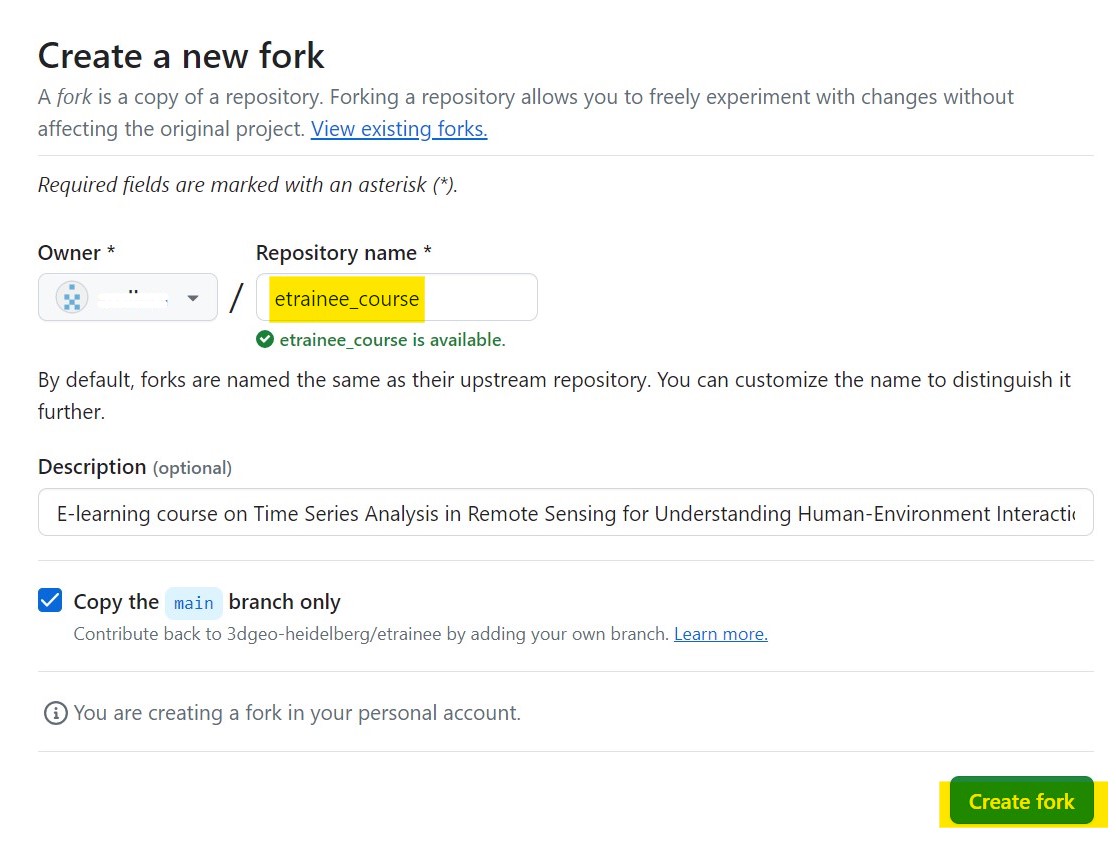 Create a new fork
A fork is a copy of a repository. Forking a repository allows you to freely experiment with changes without
affecting the original project. View existing forks.
Required fields are marked with an asterisk (*).
Owner *
Repository name *
/
etrainee_course
etrainee_course is available.
By default, forks are named the same as their upstream repository. You can customize the name to distinguish it
further.
Description (optional)
E-learning course on Time Series Analysis in Remote Sensing for Understanding Human-Environment
Copy the main branch only
Contribute back to 3dgeo-heidelberg/etrainee by adding your own branch. Learn more.
You are creating a fork in your personal account.
Create fork